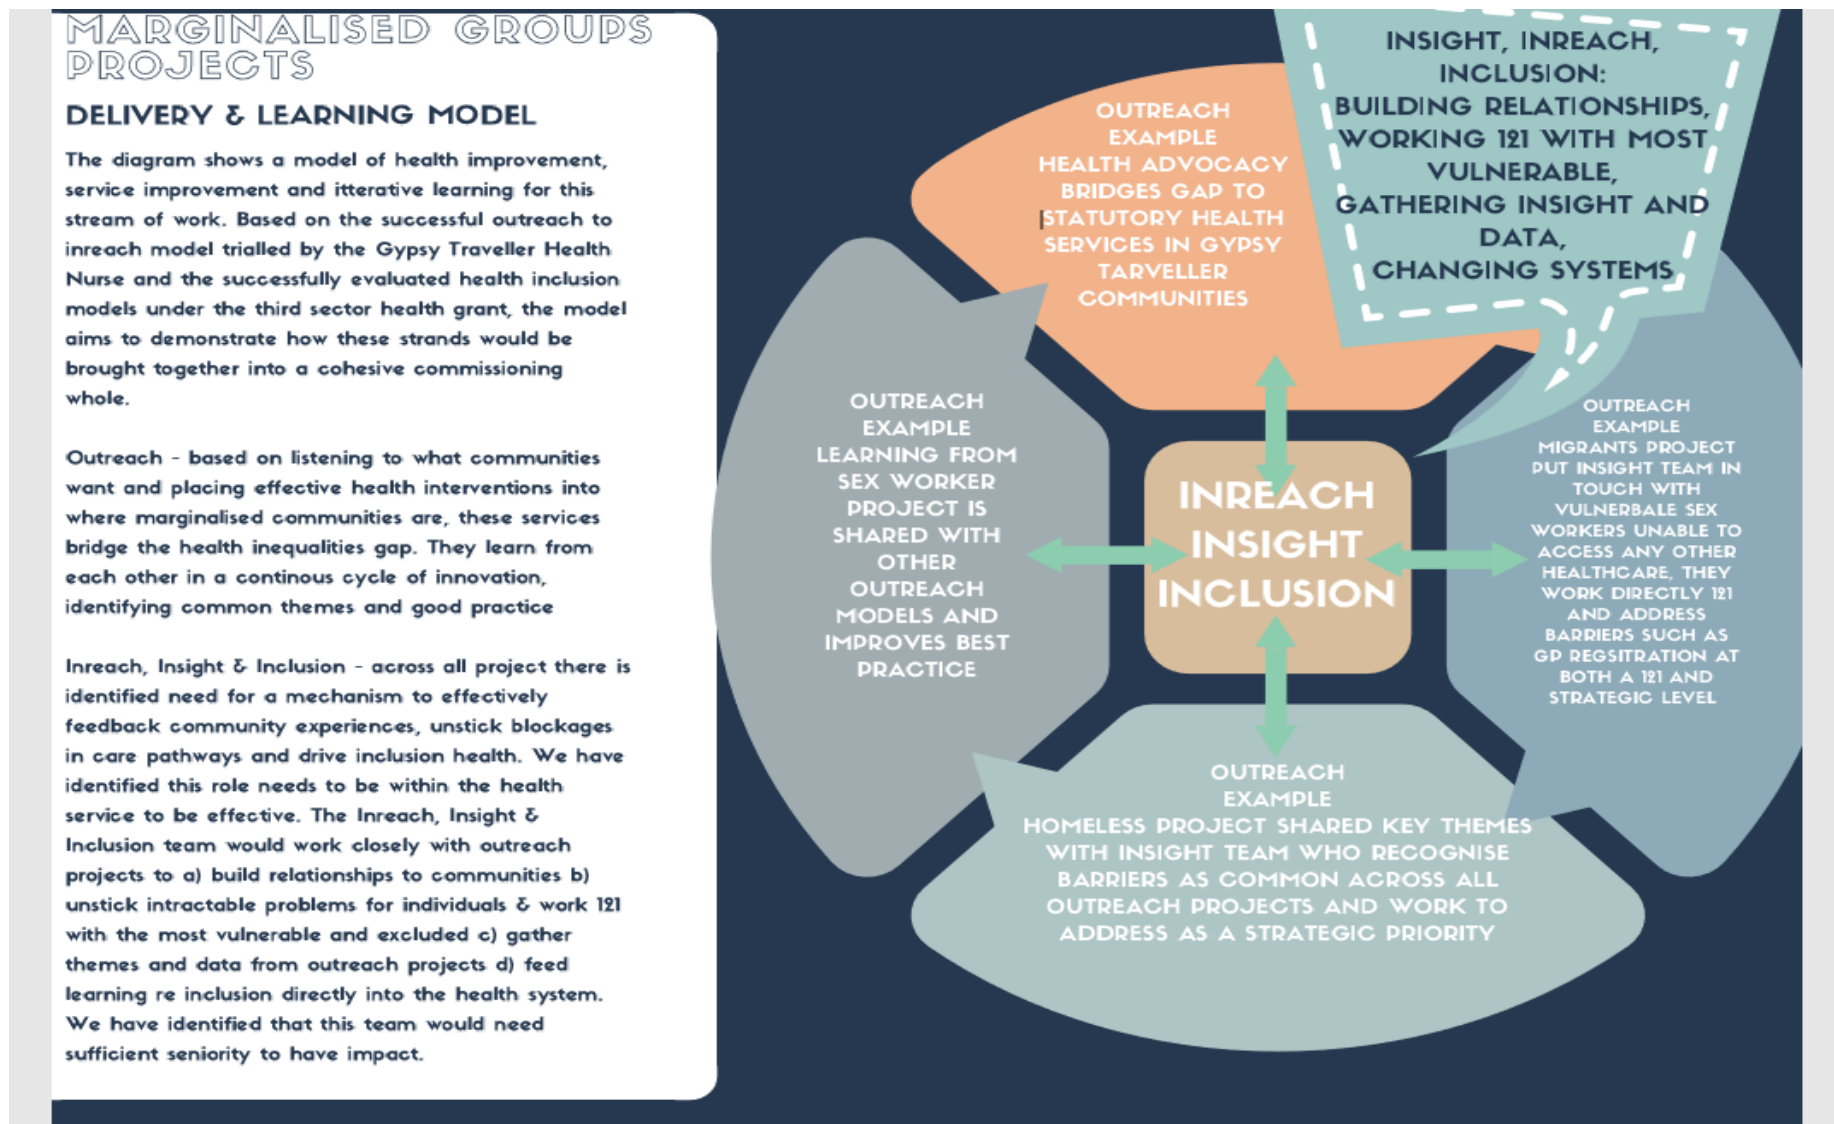 MARGINALISED GROUPS
PROJECTS
DELIVERY & LEARNING MODEL
The diagram shows a model of health improvement,
service improvement and itterative learning for this
stream of work. Based on the successful outreach to
inreach model trialled by the Gypsy Traveller Health
Nurse and the successfully evaluated health inclusion
models under the third sector health grant, the model
aims to demonstrate how these strands would be
brought together into a cohesive commissioning
whole.
Outreach - based on listening to what communities
want and placing effective health interventions into
where marginalised communities are, these services
bridge the health inequalities gap. They learn from
each other in a continous cycle of innovation,
identifying common themes and good practice
Inreach, Insight & Inclusion - across all project there is
identified need for a mechanism to effectively
feedback community experiences, unstick blockages
in care pathways and drive inclusion health. We have
identified this role needs to be within the health
service to be effective. The Inreach, Insight &
Inclusion team would work closely with outreach
projects to a) build relationships to communities b)
unstick intractable problems for individuals & work 121
with the most vulnerable and excluded c) gather
themes and data from outreach projects d) feed
learning re inclusion directly into the health system.
We have identified that this team would need
sufficient seniority to have impact.
OUTREACH
EXAMPLE
HEALTH ADVOCACY
BRIDGES GAP TO
STATUTORY HEALTH
SERVICES IN GYPSY
TARVELLER
COMMUNITIES
INSIGHT, INREACH,
INCLUSION:
BUILDING RELATIONSHIPS,
WORKING 121 WITH MOST
VULNERABLE,
GATHERING INSIGHT AND
DATA,
CHANGING SYSTEMS
OUTREACH
EXAMPLE
LEARNING FROM
SEX WORKER
PROJECT IS
SHARED WITH
OTHER
OUTREACH
MODELS AND
IMPROVES BEST
PRACTICE
INREACH
INSIGHT
INCLUSION
OUTREACH
EXAMPLE
MIGRANTS PROJECT
PUT INSIGHT TEAM IN
TOUCH WITH
VULNERBALE SEX
WORKERS UNABLE TO
ACCESS ANY OTHER
HEALTHCARE, THEY
WORK DIRECTLY 121
AND ADDRESS
BARRIERS SUCH AS
GP REGSITRATION AT
BOTH A 121 AND
STRATEGIC LEVEL
OUTREACH
EXAMPLE
HOMELESS PROJECT SHARED KEY THEMES
WITH INSIGHT TEAM WHO RECOGNISE
BARRIERS AS COMMON ACROSS ALL
OUTREACH PROJECTS AND WORK TO
ADDRESS AS A STRATEGIC PRIORITY